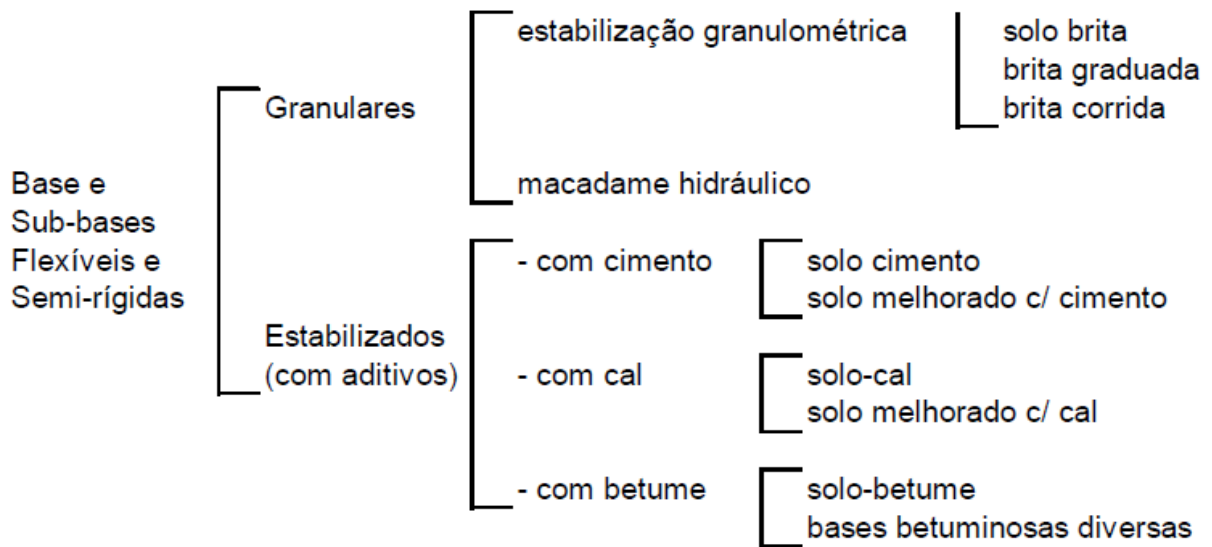 Base e
Sub-bases
Flexíveis e
Semi-rígidas
Granulares
estabilização granulométrica
solo brita
brita graduada
brita corrida
macadame hidráulico
Estabilizados
(com aditivos)
- com cimento
solo cimento
solo melhorado c/ cimento
- com cal
solo-cal
solo melhorado c/ cal
- com betume
solo-betume
bases betuminosas diversas